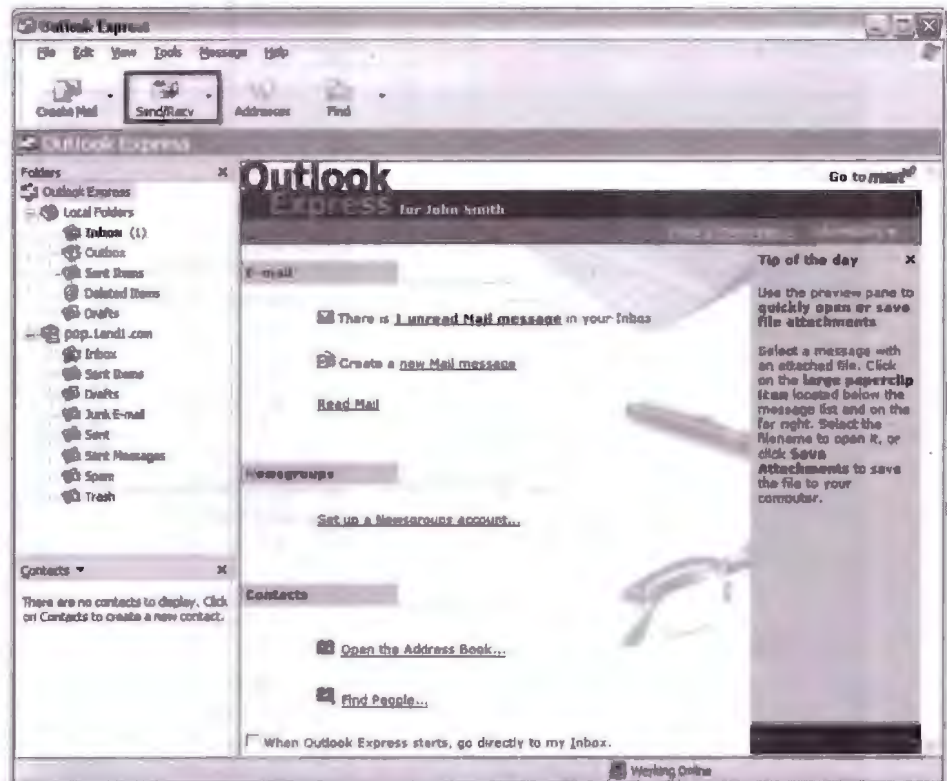 Outlook Express
File Edit View Tools Message Help
Create Mail Send/Recv Addresses Find
Outlook Express
Folders
Outlook Express
Local Folders
Inbox (1)
Outbox
Sent Items
Deleted Items
Drafts
pop.1and1.com
Inbox
Sent Items
Drafts
Junk E-mail
Sent
Sent Messages
Spam
Trash
Contacts
There are no contacts to display. Click
on Contacts to create a new contact.
Outlook
Express for John Smith
Go to msn
E-mail
There is 1 unread Mail message in your Inbox
Create a new Mail message
Read Mail
Newsgroups
Set up a Newsgroups account...
Contacts
Open the Address Book...
Find People...
When Outlook Express starts, go directly to my Inbox.
Tip of the day
Use the preview pane to
quickly open or save
file attachments
Select a message with
an attached file. Click
on the large paperclip
icon located below the
message list and on the
far right. Select the
filename to open it, or
click Save
Attachments to save
the file to your
computer.
Working Online